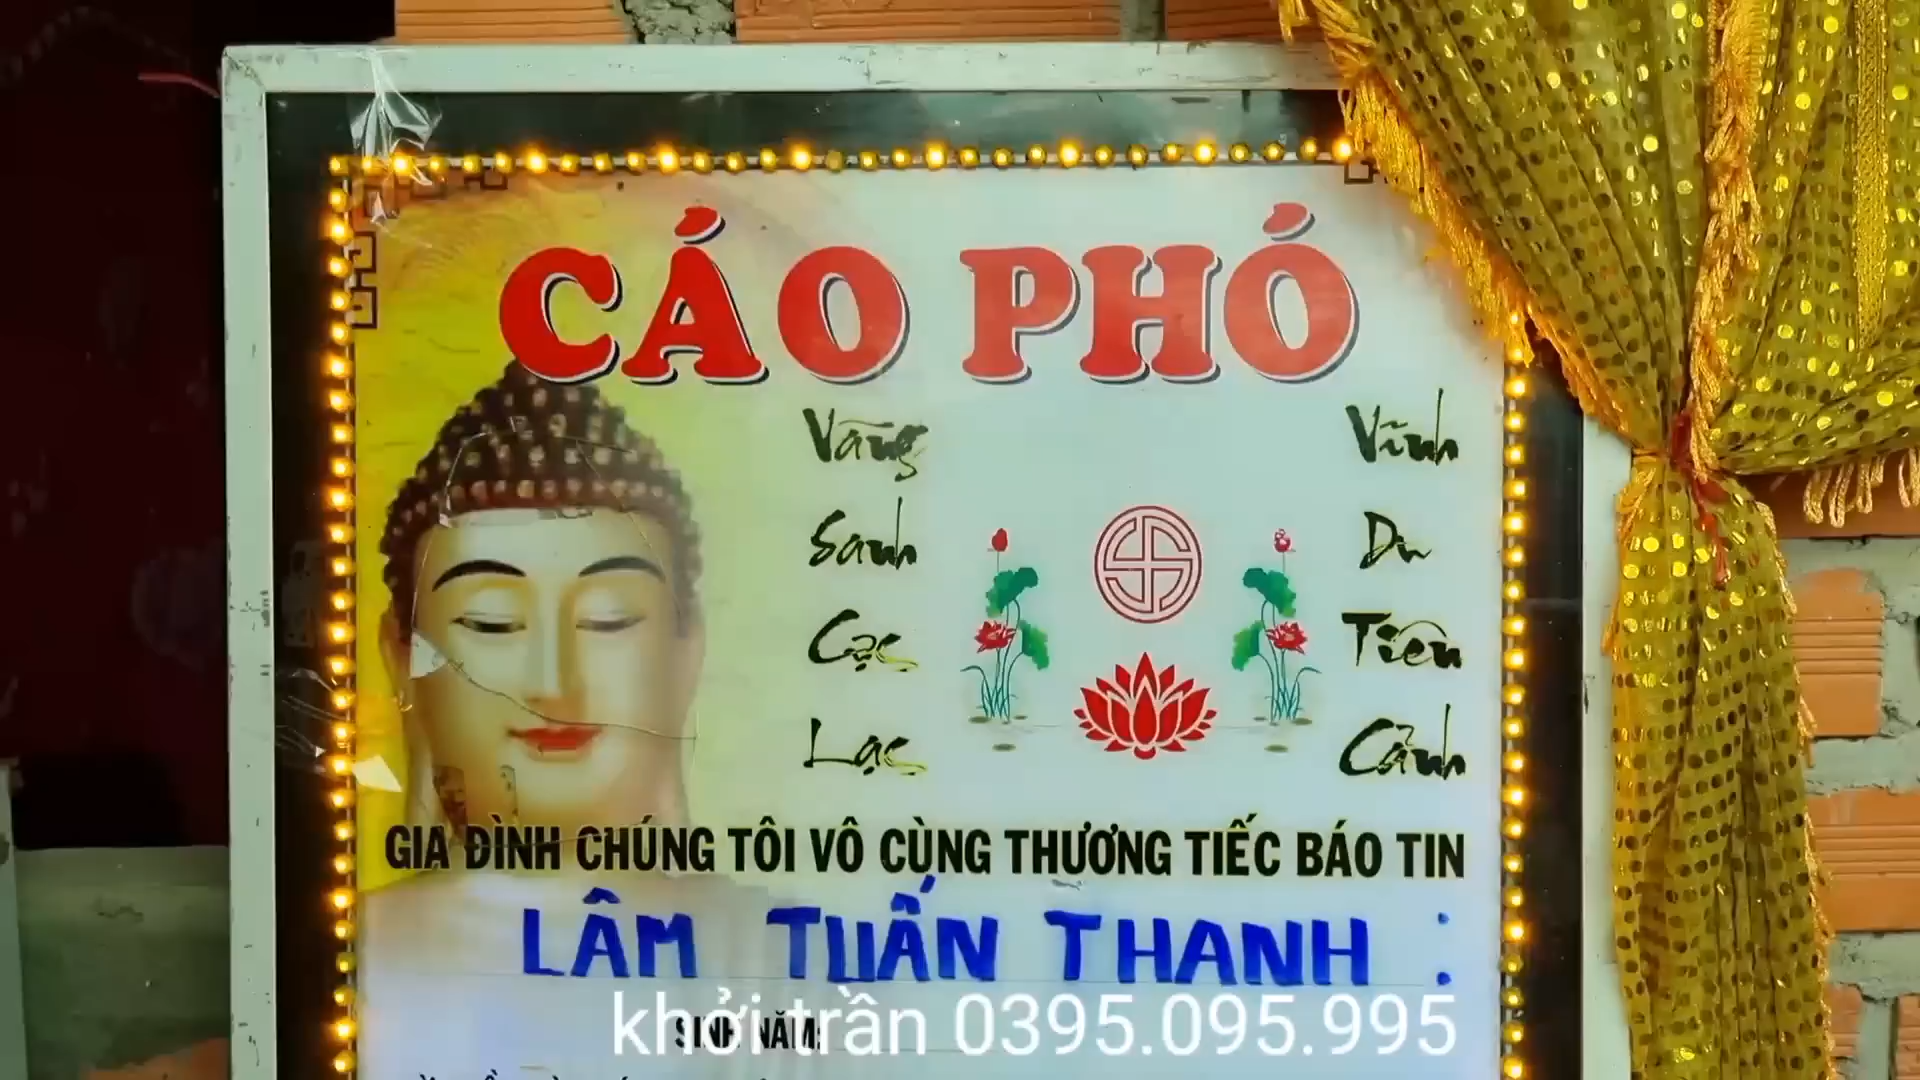 CÁO PHÓ
Vãng Vĩnh
Sanh Du
Cực Tiên
Lạc Cảnh
GIA ĐÌNH CHÚNG TÔI VÔ CÙNG THƯƠNG TIẾC BÁO TIN
LÂM TUẤN THANH :
SINH NĂM:
khởi trần 0395.095.995